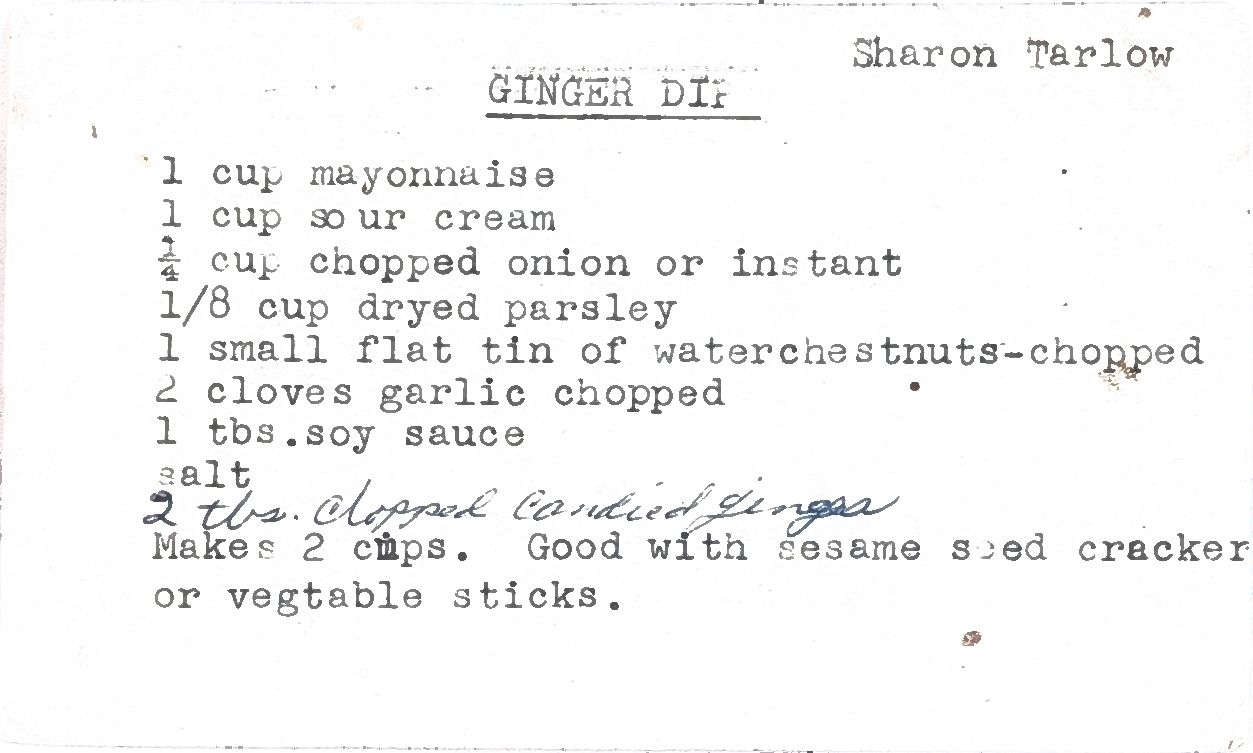 Sharon Tarlow
GINGER DIP
1 cup mayonnaise
1 cup sour cream
¼ cup chopped onion or instant
1/8 cup dryed parsley
1 small flat tin of waterchestnuts-chopped
2 cloves garlic chopped
1 tbs.soy sauce
salt
2 tbs. chopped candied ginger
Makes 2 cups. Good with sesame seed cracker
or vegtable sticks.